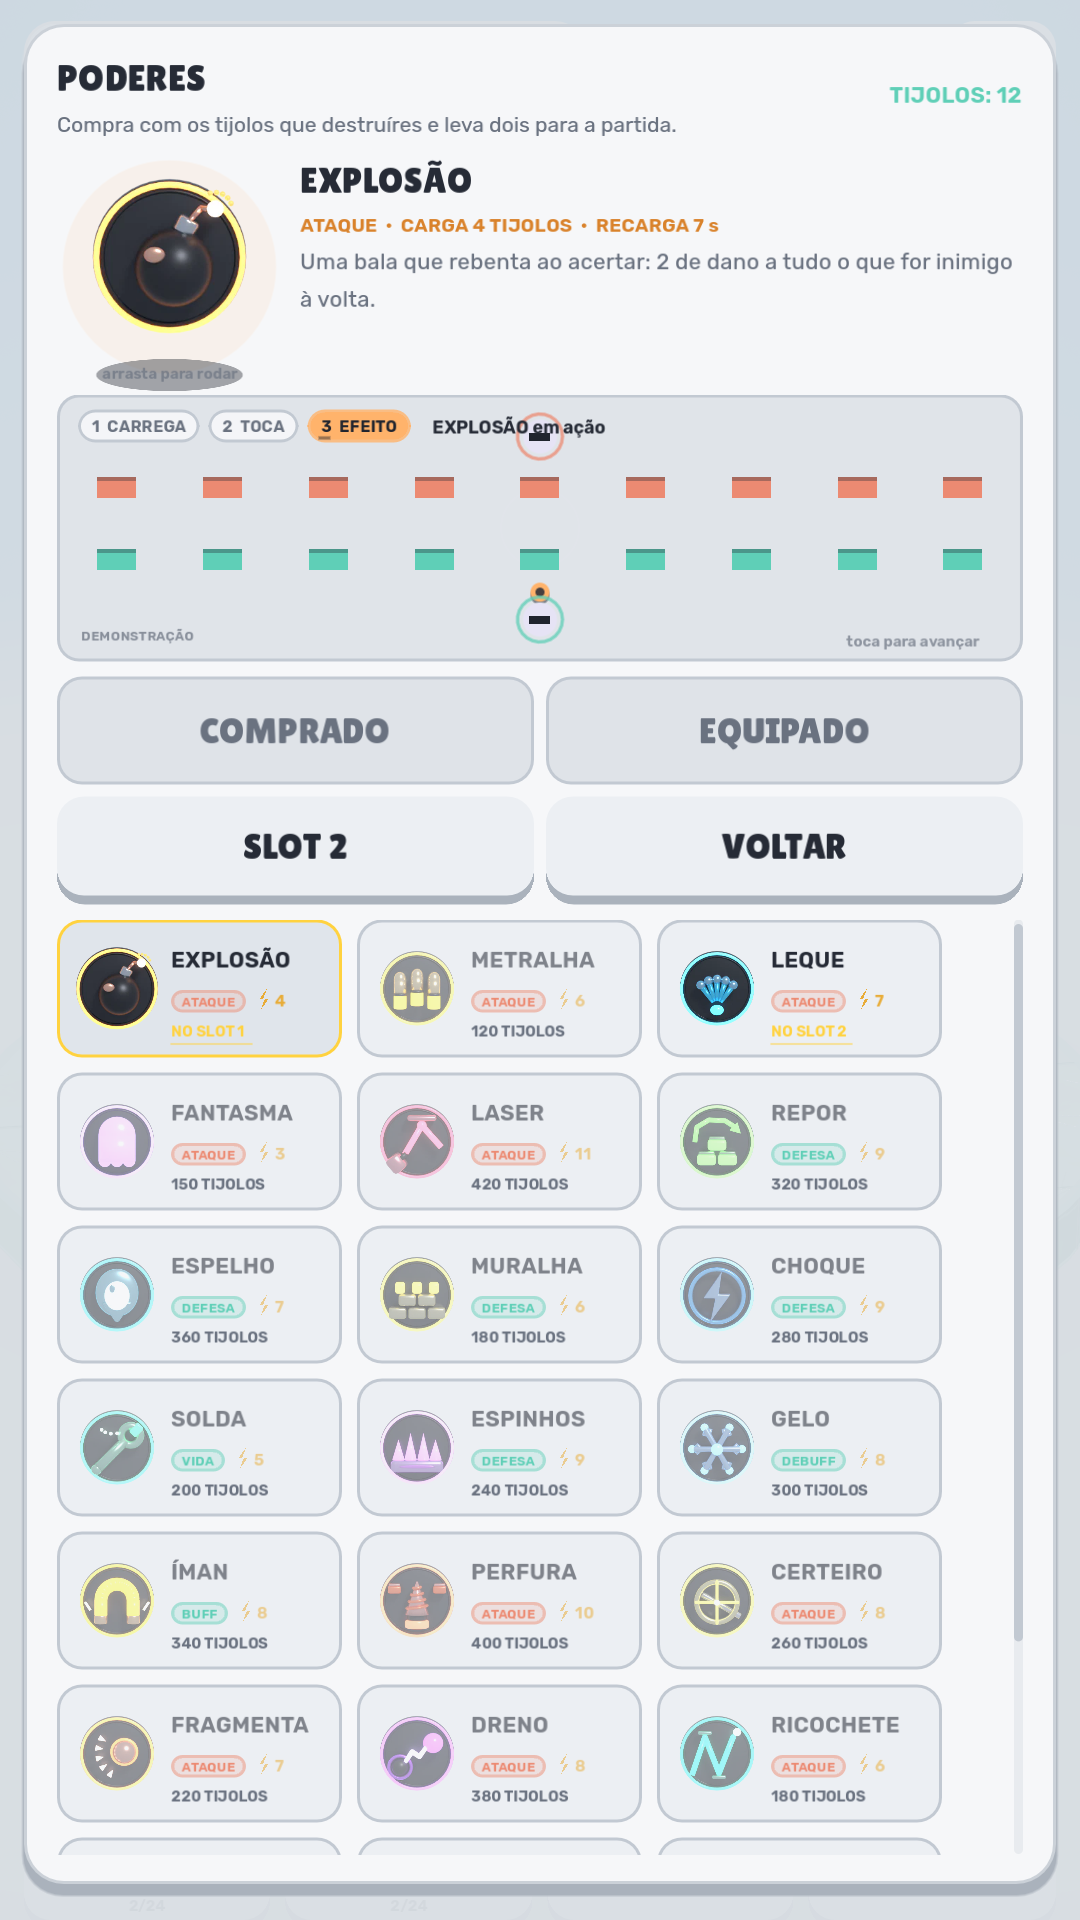 PODERES
TIJOLOS: 12
Compra com os tijolos que destruíres e leva dois para a partida.
EXPLOSÃO
ATAQUE · CARGA 4 TIJOLOS · RECARGA 7 s
Uma bala que rebenta ao acertar: 2 de dano a tudo o que for inimigo
à volta.
arrasta para rodar
1 CARREGA 2 TOCA 3 EFEITO EXPLOSÃO em ação
DEMONSTRAÇÃO
toca para avançar
COMPRADO EQUIPADO
SLOT 2 VOLTAR
EXPLOSÃO METRALHA LEQUE
ATAQUE 4 ATAQUE 6 ATAQUE 7
NO SLOT 1 120 TIJOLOS NO SLOT 2
FANTASMA LASER REPOR
ATAQUE 3 ATAQUE 11 DEFESA 9
150 TIJOLOS 420 TIJOLOS 320 TIJOLOS
ESPELHO MURALHA CHOQUE
DEFESA 7 DEFESA 6 DEFESA 9
360 TIJOLOS 180 TIJOLOS 280 TIJOLOS
SOLDA ESPINHOS GELO
VIDA 5 DEFESA 9 DEBUFF 8
200 TIJOLOS 240 TIJOLOS 300 TIJOLOS
ÍMAN PERFURA CERTEIRO
BUFF 8 ATAQUE 10 ATAQUE 8
340 TIJOLOS 400 TIJOLOS 260 TIJOLOS
FRAGMENTA DRENO RICOCHETE
ATAQUE 7 ATAQUE 8 ATAQUE 6
220 TIJOLOS 380 TIJOLOS 180 TIJOLOS
2/24 2/24